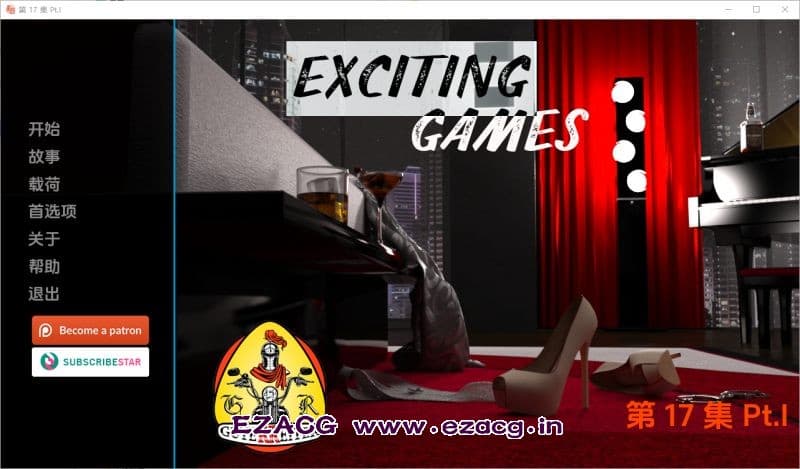 第 17 集 Pt.I
EXCITING
GAMES
开始
故事
载荷
首选项
关于
帮助
退出
Become a patron
SUBSCRIBESTAR
G R
EZACG www.ezacg.in
第 17 集 Pt.I